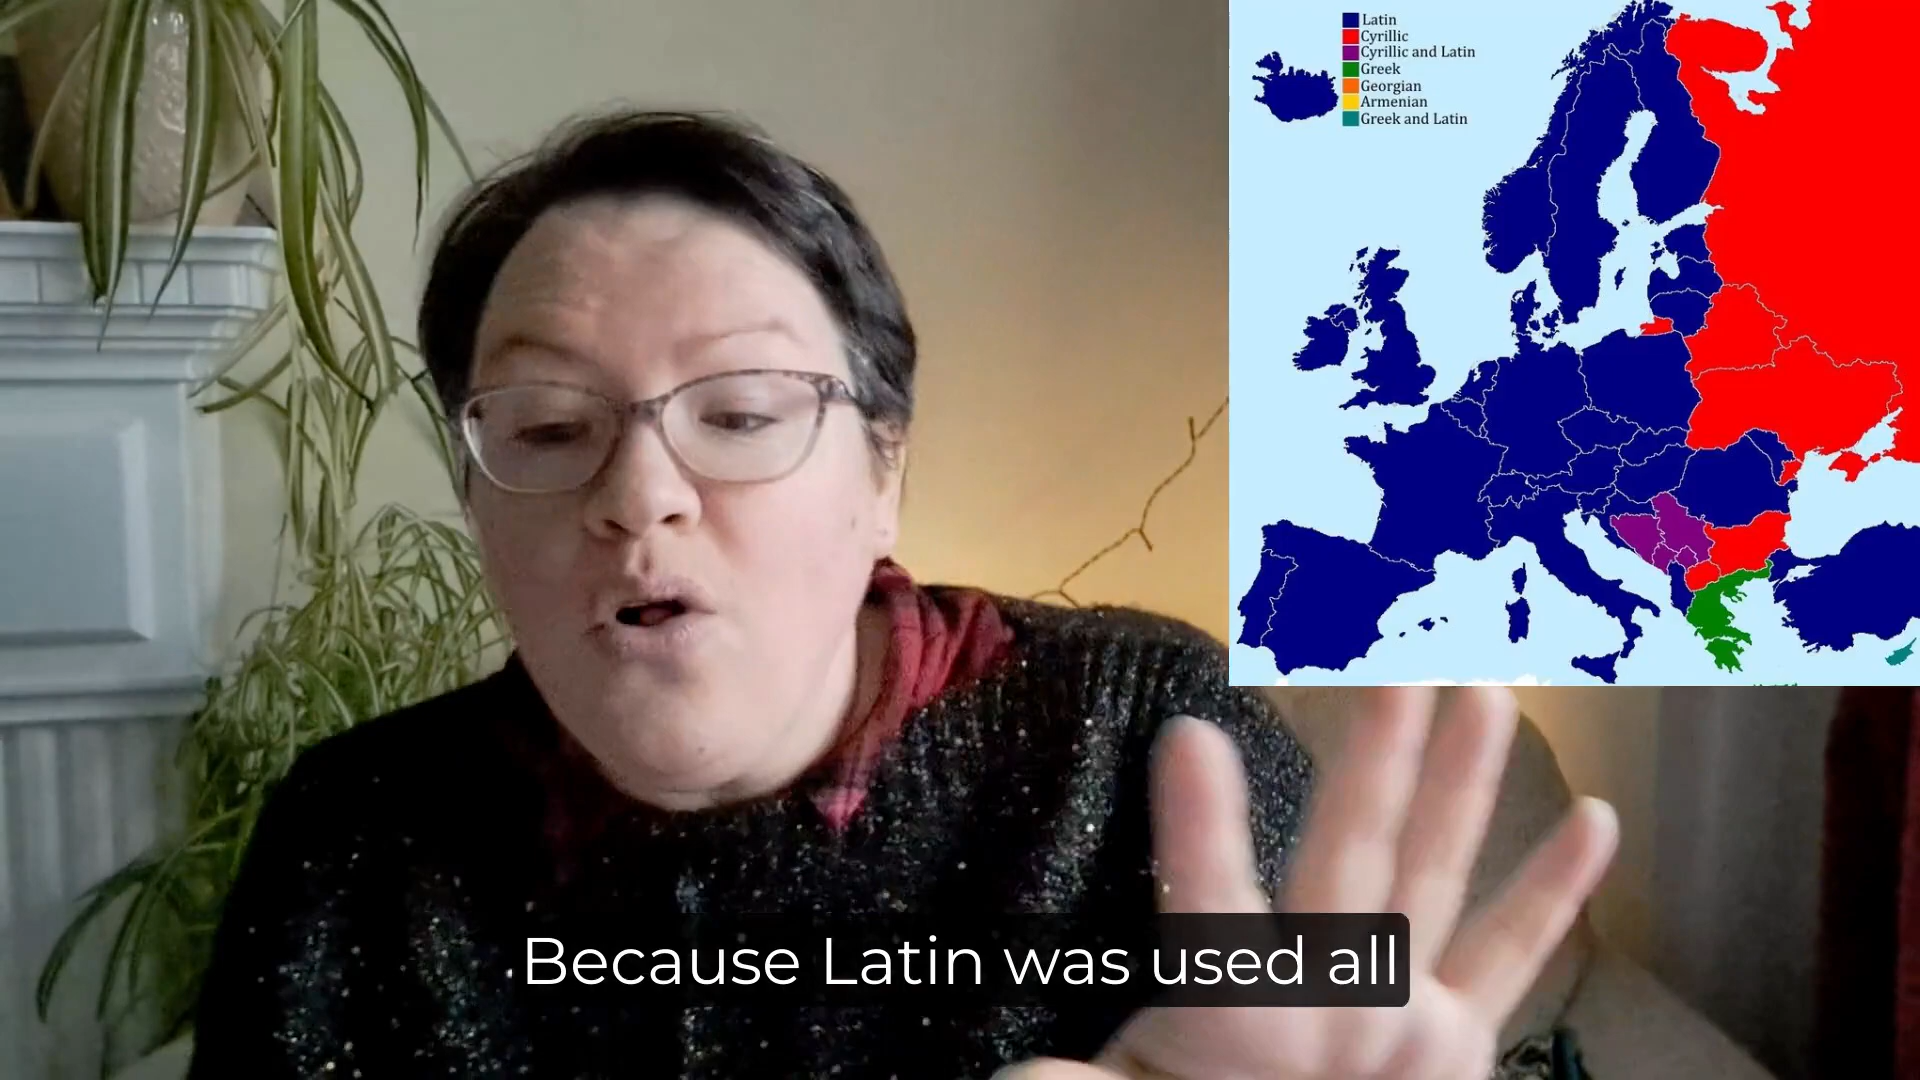 Latin
Cyrillic
Cyrillic and Latin
Greek
Georgian
Armenian
Greek and Latin
Because Latin was used all